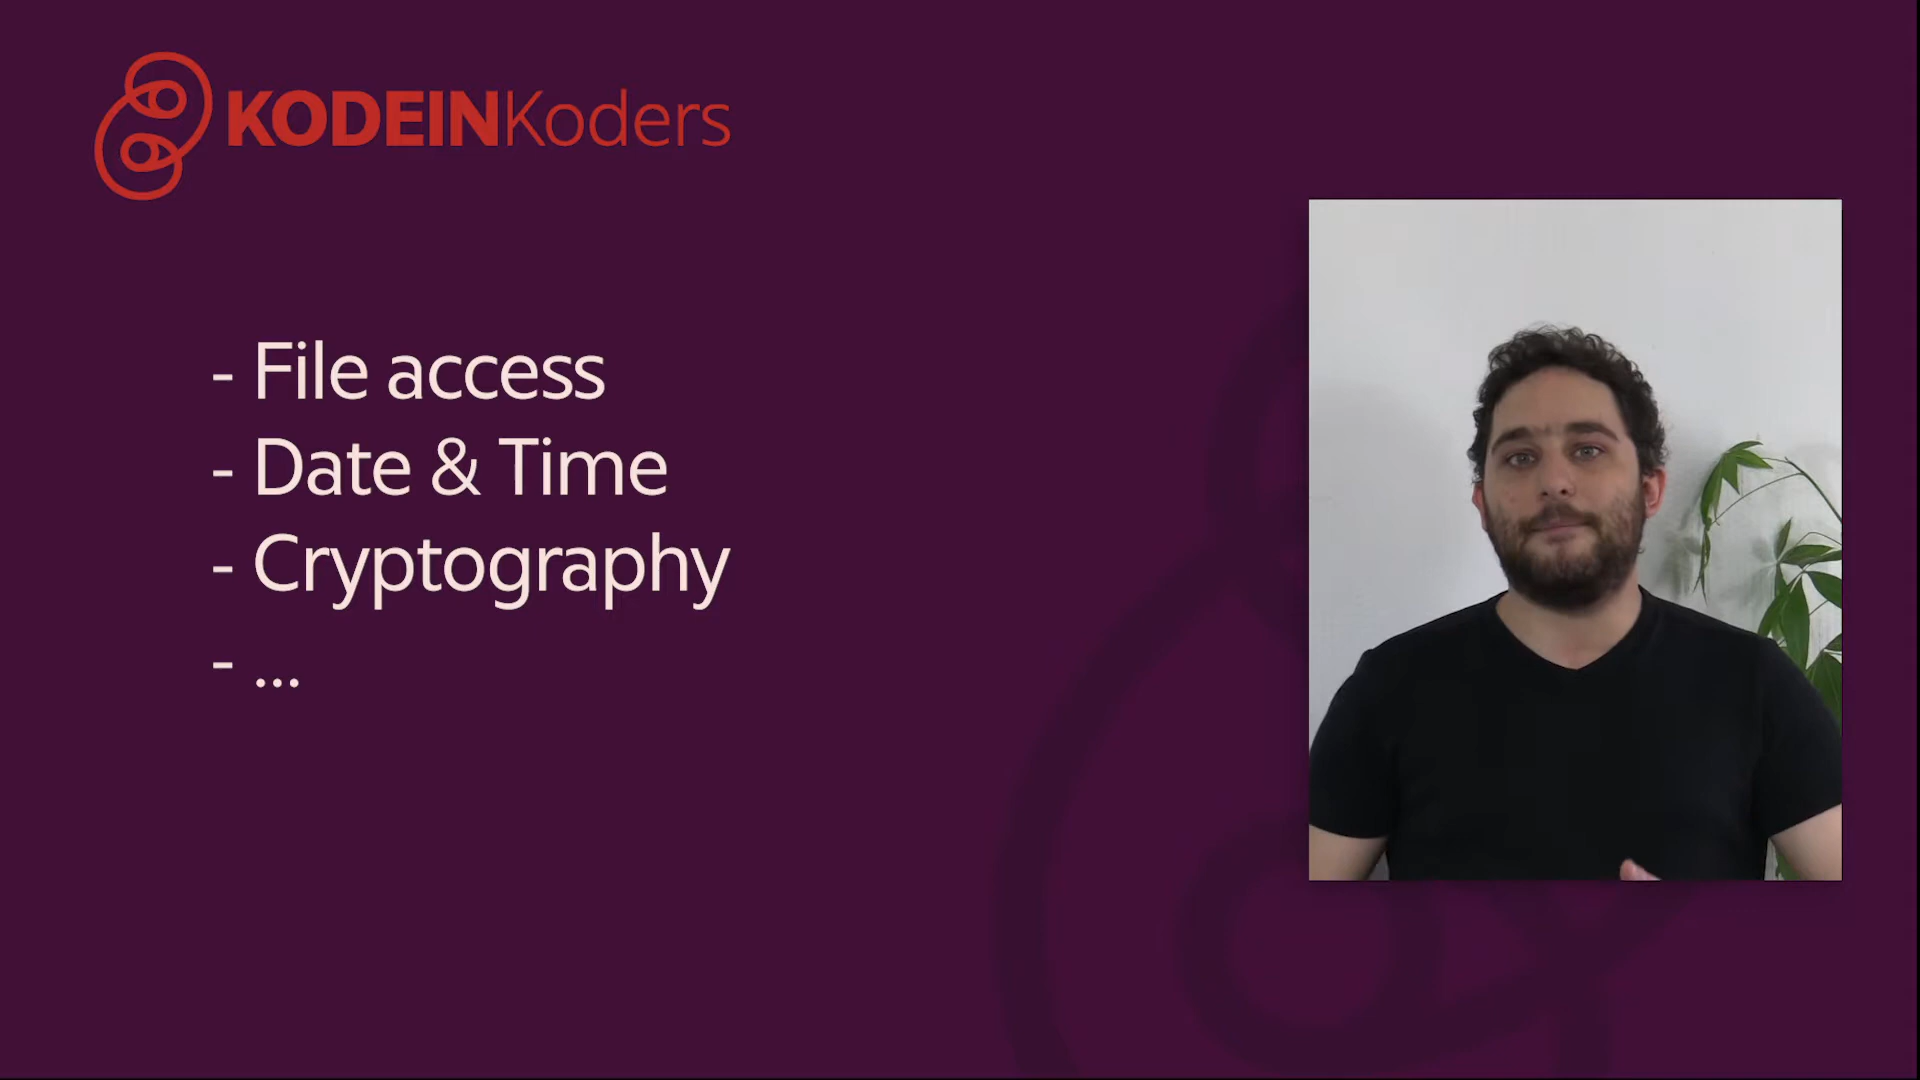 KODEINKoders
- File access
- Date & Time
- Cryptography
- ...